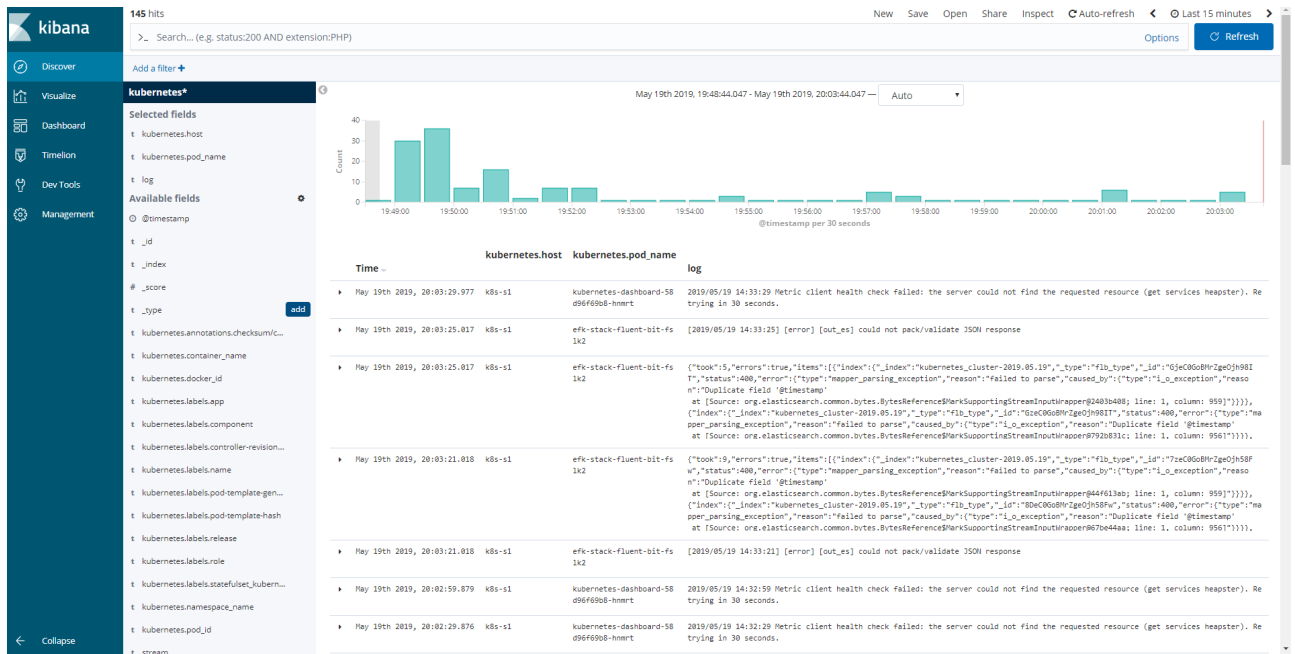 kibana
Discover
Visualize
Dashboard
Timelion
Dev Tools
Management
Collapse
145 hits
New Save Open Share Inspect Auto-refresh Last 15 minutes
>_ Search... (e.g. status:200 AND extension:PHP)
Options
Refresh
Add a filter +
kubernetes*
Selected fields
t kubernetes.host
t kubernetes.pod_name
t log
Available fields
@timestamp
t _id
t _index
# _score
t _type
add
t kubernetes.annotations.checksum/c...
t kubernetes.container_name
t kubernetes.docker_id
t kubernetes.labels.app
t kubernetes.labels.component
t kubernetes.labels.controller-revision...
t kubernetes.labels.name
t kubernetes.labels.pod-template-gen...
t kubernetes.labels.pod-template-hash
t kubernetes.labels.release
t kubernetes.labels.role
t kubernetes.labels.statefulset_kubern...
t kubernetes.namespace_name
t kubernetes.pod_id
t stream
May 19th 2019, 19:48:44.047 - May 19th 2019, 20:03:44.047 — Auto
Count
40
30
20
10
0
19:49:00 19:50:00 19:51:00 19:52:00 19:53:00 19:54:00 19:55:00 19:56:00 19:57:00 19:58:00 19:59:00 20:00:00 20:01:00 20:02:00 20:03:00
@timestamp per 30 seconds
Time kubernetes.host kubernetes.pod_name log
May 19th 2019, 20:03:29.977 k8s-s1 kubernetes-dashboard-58 2019/05/19 14:33:29 Metric client health check failed: the server could not find the requested resource (get services heapster). Re
d96f69b8-hnmrt trying in 30 seconds.
May 19th 2019, 20:03:25.017 k8s-s1 efk-stack-fluent-bit-fs [2019/05/19 14:33:25] [error] [out_es] could not pack/validate JSON response
1k2
May 19th 2019, 20:03:25.017 k8s-s1 efk-stack-fluent-bit-fs {"took":5,"errors":true,"items":[{"index":{"_index":"kubernetes_cluster-2019.05.19","_type":"flb_type","_id":"GjeC0GoBMrZgeOjh98I
1k2 T","status":400,"error":{"type":"mapper_parsing_exception","reason":"failed to parse","caused_by":{"type":"i_o_exception","reaso
n":"Duplicate field '@timestamp'
at [Source: org.elasticsearch.common.bytes.BytesReference$MarkSupportingStreamInputWrapper@2403b408; line: 1, column: 959]"}}}},
{"index":{"_index":"kubernetes_cluster-2019.05.19","_type":"flb_type","_id":"GzeC0GoBMrZgeOjh98IT","status":400,"error":{"type":"ma
pper_parsing_exception","reason":"failed to parse","caused_by":{"type":"i_o_exception","reason":"Duplicate field '@timestamp'
at [Source: org.elasticsearch.common.bytes.BytesReference$MarkSupportingStreamInputWrapper@792b831c; line: 1, column: 956]"}}}},
May 19th 2019, 20:03:21.018 k8s-s1 efk-stack-fluent-bit-fs {"took":9,"errors":true,"items":[{"index":{"_index":"kubernetes_cluster-2019.05.19","_type":"flb_type","_id":"7zeC0GoBMrZgeOjh58F
1k2 w","status":400,"error":{"type":"mapper_parsing_exception","reason":"failed to parse","caused_by":{"type":"i_o_exception","reaso
n":"Duplicate field '@timestamp'
at [Source: org.elasticsearch.common.bytes.BytesReference$MarkSupportingStreamInputWrapper@44f613ab; line: 1, column: 959]"}}}},
{"index":{"_index":"kubernetes_cluster-2019.05.19","_type":"flb_type","_id":"8DeC0GoBMrZgeOjh58Fw","status":400,"error":{"type":"ma
pper_parsing_exception","reason":"failed to parse","caused_by":{"type":"i_o_exception","reason":"Duplicate field '@timestamp'
at [Source: org.elasticsearch.common.bytes.BytesReference$MarkSupportingStreamInputWrapper@67be44aa; line: 1, column: 956]"}}}},
May 19th 2019, 20:03:21.018 k8s-s1 efk-stack-fluent-bit-fs [2019/05/19 14:33:21] [error] [out_es] could not pack/validate JSON response
1k2
May 19th 2019, 20:02:59.879 k8s-s1 kubernetes-dashboard-58 2019/05/19 14:32:59 Metric client health check failed: the server could not find the requested resource (get services heapster). Re
d96f69b8-hnmrt trying in 30 seconds.
May 19th 2019, 20:02:29.876 k8s-s1 kubernetes-dashboard-58 2019/05/19 14:32:29 Metric client health check failed: the server could not find the requested resource (get services heapster). Re
d96f69b8-hnmrt trying in 30 seconds.